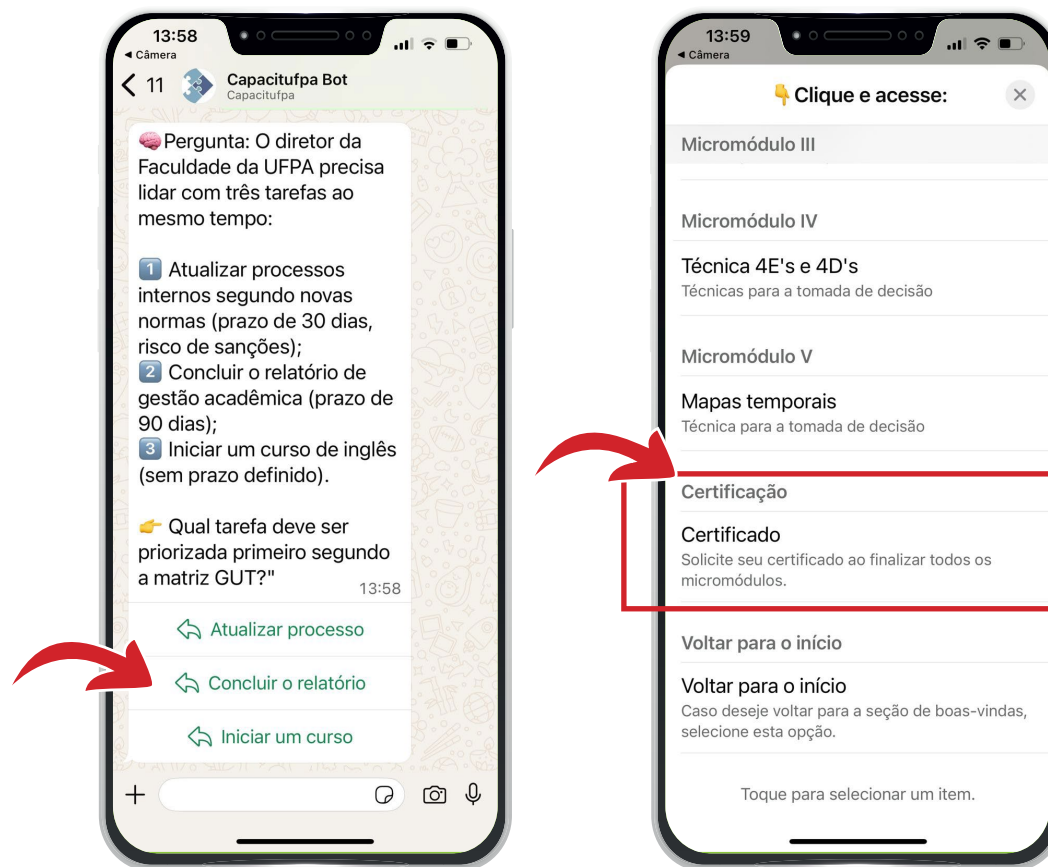 13:58
◀ Câmera
11
Capacitufpa Bot
Capacitufpa
🧠Pergunta: O diretor da
Faculdade da UFPA precisa
lidar com três tarefas ao
mesmo tempo:
1️⃣ Atualizar processos
internos segundo novas
normas (prazo de 30 dias,
risco de sanções);
2️⃣ Concluir o relatório de
gestão acadêmica (prazo de
90 dias);
3️⃣ Iniciar um curso de inglês
(sem prazo definido).
👉 Qual tarefa deve ser
priorizada primeiro segundo
a matriz GUT?"
13:58
Atualizar processo
Concluir o relatório
Iniciar um curso
13:59
◀ Câmera
👇Clique e acesse:
Micromódulo III
Micromódulo IV
Técnica 4E's e 4D's
Técnicas para a tomada de decisão
Micromódulo V
Mapas temporais
Técnica para a tomada de decisão
Certificação
Certificado
Solicite seu certificado ao finalizar todos os
micromódulos.
Voltar para o início
Voltar para o início
Caso deseje voltar para a seção de boas-vindas,
selecione esta opção.
Toque para selecionar um item.